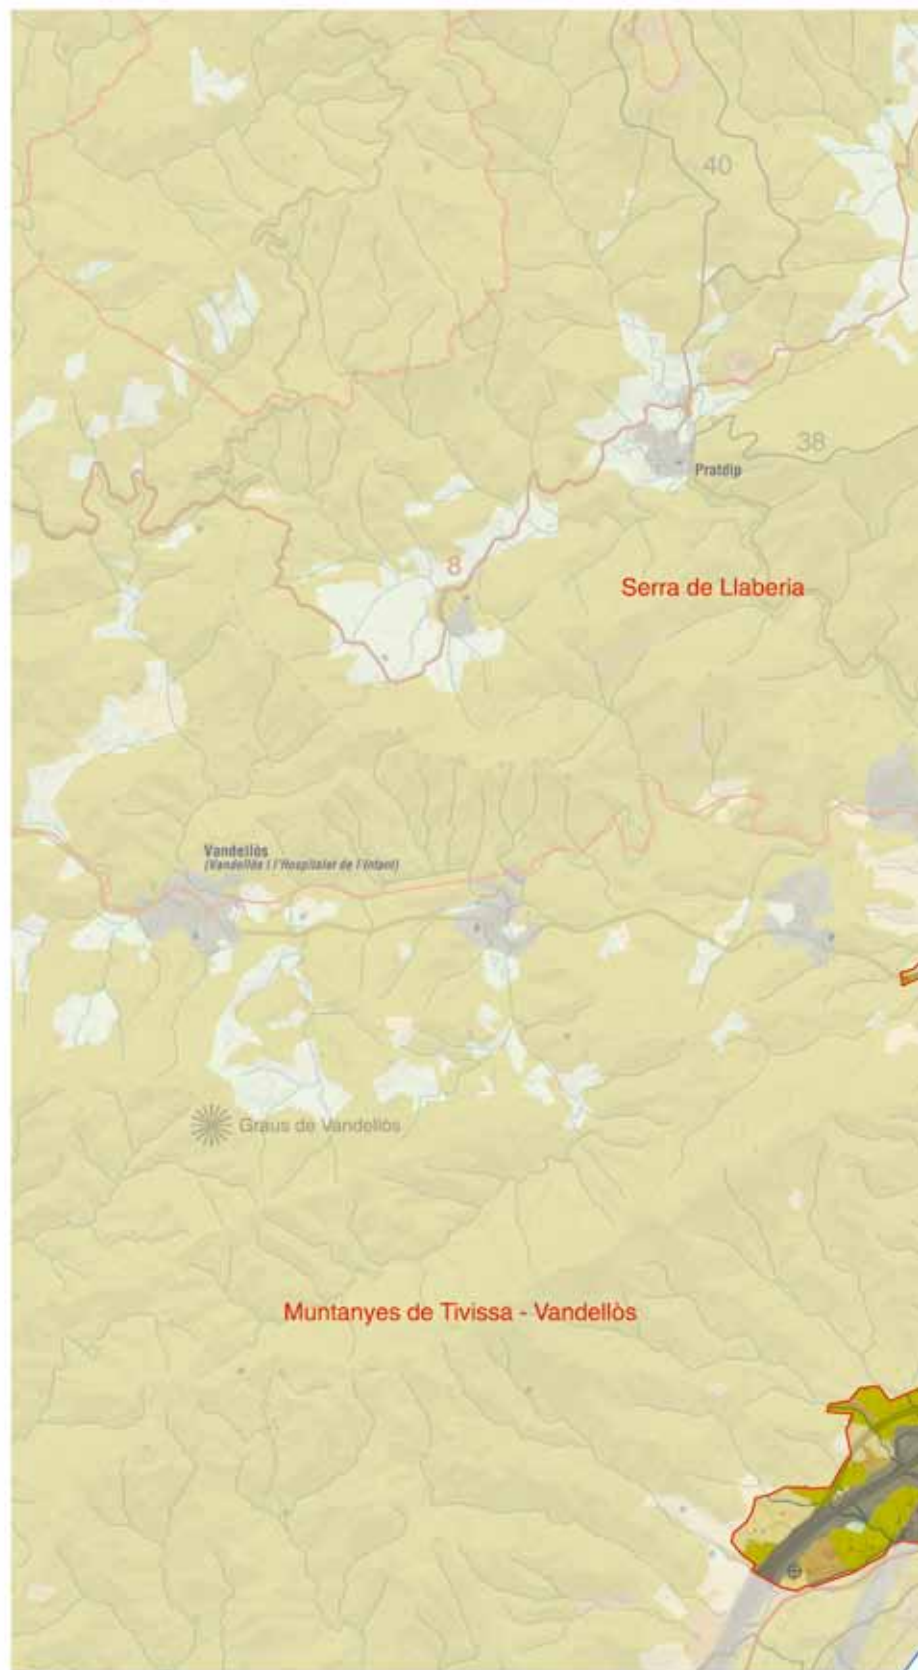 40
38
Pratdip
8
Serra de Llaberia
Vandellòs
(Vandellòs i l'Hospitalet de l'Infant)
Graus de Vandellòs
Muntanyes de Tivissa - Vandellòs